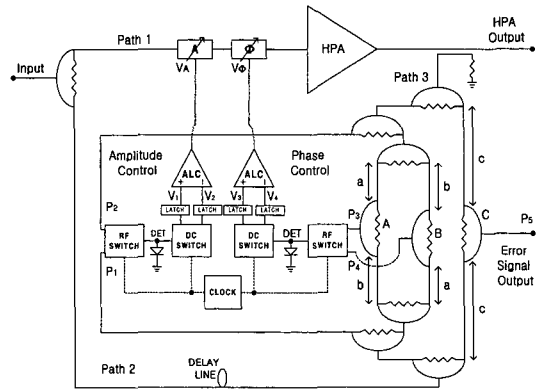 HPA
Output
Path 1
A
Φ
HPA
Input
VA
VΦ
Path 3
Amplitude
Control
Phase
Control
ALC
ALC
+
+
V1
V2
V3
V4
LATCH
LATCH
LATCH
LATCH
a
b
c
P2
P3
A
B
C
P5
RF
SWITCH
DET
DC
SWITCH
DC
SWITCH
DET
RF
SWITCH
Error
Signal
Output
P1
P4
CLOCK
b
a
c
Path 2
DELAY
LINE